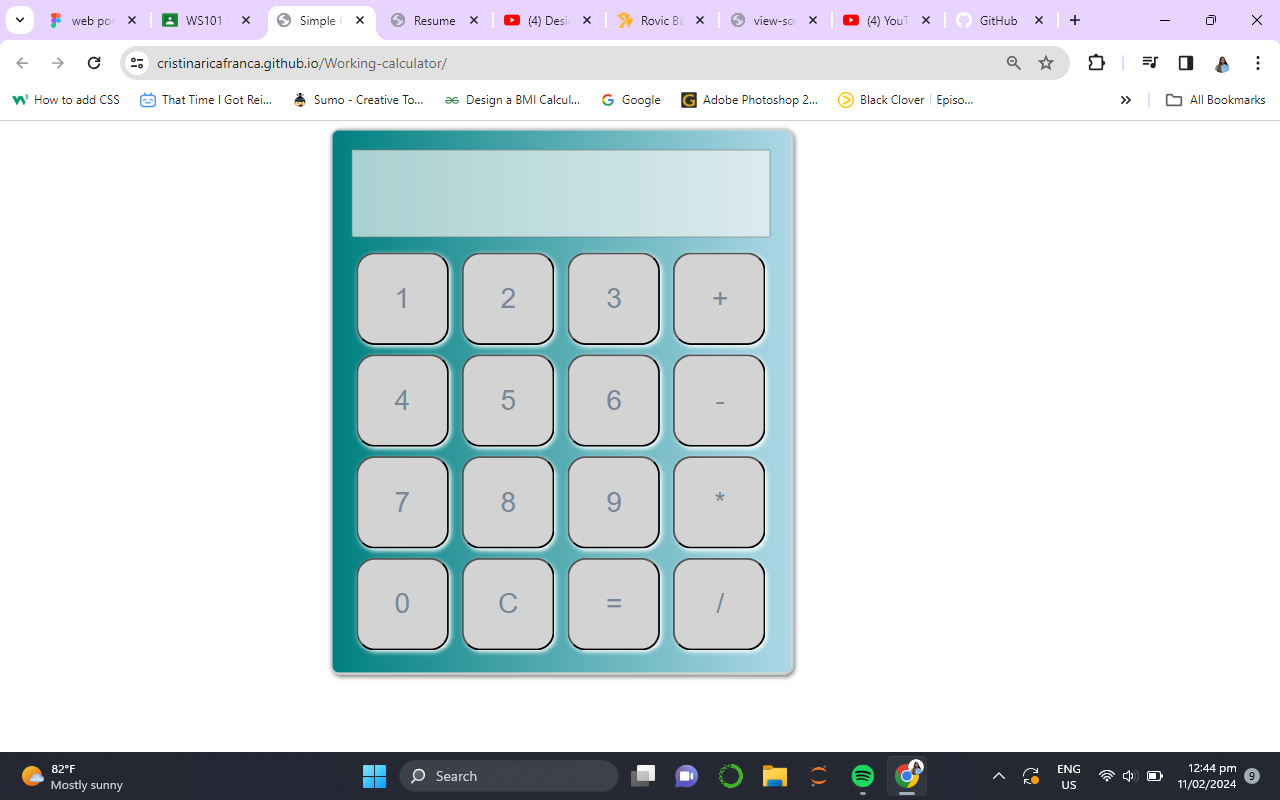 web por
WS101 -
Simple C
Resume
(4) Desi
Rovic Ba
view-so
(4) YouT
GitHub
cristinaricafranca.github.io/Working-calculator/
How to add CSS
That Time I Got Rei...
Sumo - Creative To...
Design a BMI Calcul...
Google
Adobe Photoshop 2...
Black Clover | Episo...
All Bookmarks
1 2 3 +
4 5 6 -
7 8 9 *
0 C = /
82°F
Mostly sunny
Search
ENG
US
12:44 pm
11/02/2024
9